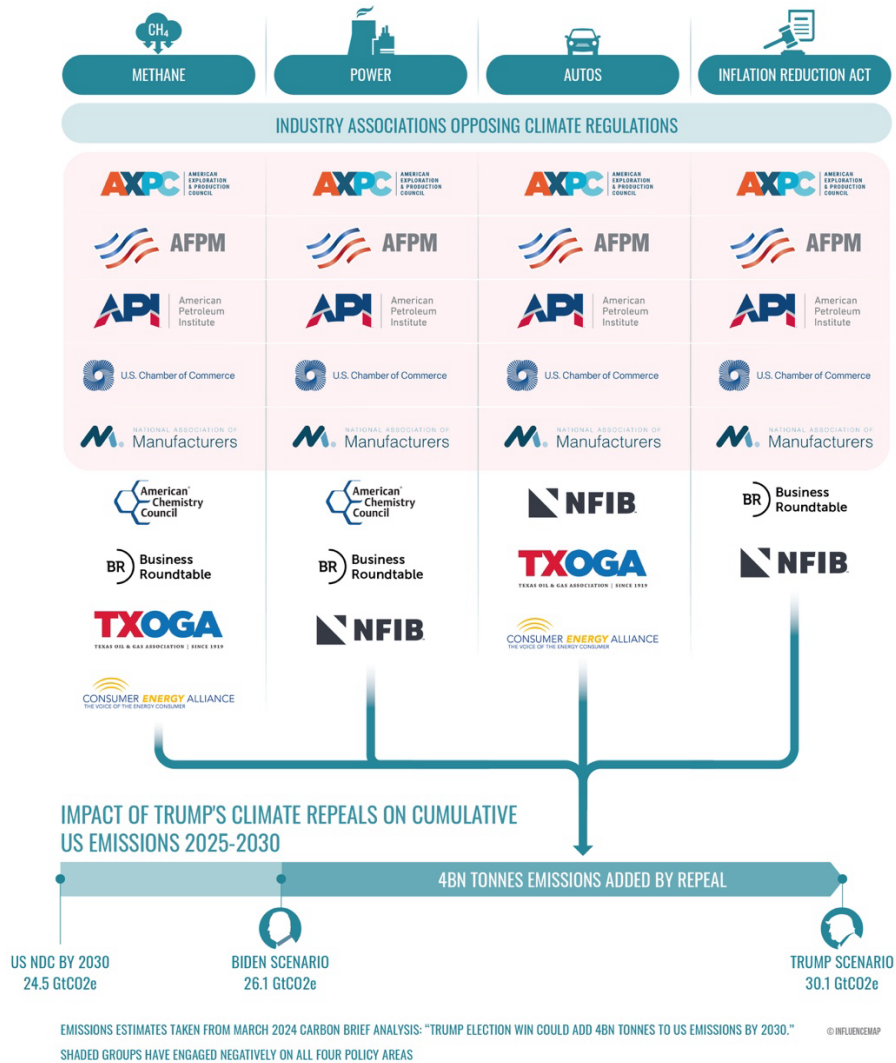 CH₄
METHANE
POWER
AUTOS
INFLATION REDUCTION ACT
INDUSTRY ASSOCIATIONS OPPOSING CLIMATE REGULATIONS
AXPC
AMERICAN
EXPLORATION
& PRODUCTION
COUNCIL
AXPC
AMERICAN
EXPLORATION
& PRODUCTION
COUNCIL
AXPC
AMERICAN
EXPLORATION
& PRODUCTION
COUNCIL
AXPC
AMERICAN
EXPLORATION
& PRODUCTION
COUNCIL
AFPM
AFPM
AFPM
AFPM
API
American
Petroleum
Institute
API
American
Petroleum
Institute
API
American
Petroleum
Institute
API
American
Petroleum
Institute
U.S. Chamber of Commerce
U.S. Chamber of Commerce
U.S. Chamber of Commerce
U.S. Chamber of Commerce
NATIONAL ASSOCIATION OF
Manufacturers
NATIONAL ASSOCIATION OF
Manufacturers
NATIONAL ASSOCIATION OF
Manufacturers
NATIONAL ASSOCIATION OF
Manufacturers
American
Chemistry
Council
American
Chemistry
Council
NFIB
BR
Business
Roundtable
BR
Business
Roundtable
BR
Business
Roundtable
TXOGA
TEXAS OIL & GAS ASSOCIATION | SINCE 1919
NFIB
TXOGA
TEXAS OIL & GAS ASSOCIATION | SINCE 1919
NFIB
CONSUMER ENERGY ALLIANCE
THE VOICE OF THE ENERGY CONSUMER
CONSUMER ENERGY ALLIANCE
THE VOICE OF THE ENERGY CONSUMER
IMPACT OF TRUMP'S CLIMATE REPEALS ON CUMULATIVE
US EMISSIONS 2025-2030
4BN TONNES EMISSIONS ADDED BY REPEAL
US NDC BY 2030
24.5 GtCO2e
BIDEN SCENARIO
26.1 GtCO2e
TRUMP SCENARIO
30.1 GtCO2e
EMISSIONS ESTIMATES TAKEN FROM MARCH 2024 CARBON BRIEF ANALYSIS: “TRUMP ELECTION WIN COULD ADD 4BN TONNES TO US EMISSIONS BY 2030.”
© INFLUENCEMAP
SHADED GROUPS HAVE ENGAGED NEGATIVELY ON ALL FOUR POLICY AREAS